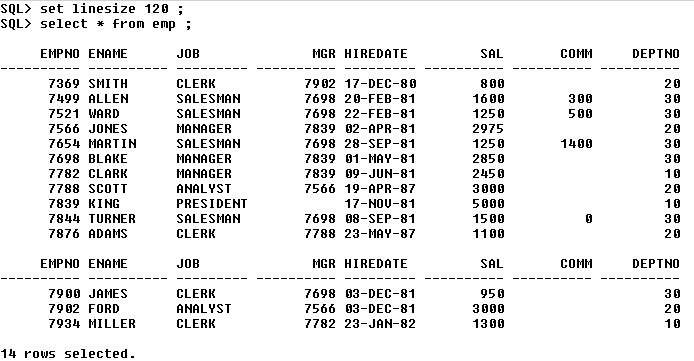 SQL> set linesize 120 ;
SQL> select * from emp ;
     EMPNO ENAME      JOB              MGR HIREDATE         SAL       COMM     DEPTNO
---------- ---------- --------- ---------- --------- ---------- ---------- ----------
      7369 SMITH      CLERK           7902 17-DEC-80        800                    20
      7499 ALLEN      SALESMAN        7698 20-FEB-81       1600        300         30
      7521 WARD       SALESMAN        7698 22-FEB-81       1250        500         30
      7566 JONES      MANAGER         7839 02-APR-81       2975                    20
      7654 MARTIN     SALESMAN        7698 28-SEP-81       1250       1400         30
      7698 BLAKE      MANAGER         7839 01-MAY-81       2850                    30
      7782 CLARK      MANAGER         7839 09-JUN-81       2450                    10
      7788 SCOTT      ANALYST         7566 19-APR-87       3000                    20
      7839 KING       PRESIDENT            17-NOV-81       5000                    10
      7844 TURNER     SALESMAN        7698 08-SEP-81       1500          0         30
      7876 ADAMS      CLERK           7788 23-MAY-87       1100                    20
     EMPNO ENAME      JOB              MGR HIREDATE         SAL       COMM     DEPTNO
---------- ---------- --------- ---------- --------- ---------- ---------- ----------
      7900 JAMES      CLERK           7698 03-DEC-81        950                    30
      7902 FORD       ANALYST         7566 03-DEC-81       3000                    20
      7934 MILLER     CLERK           7782 23-JAN-82       1300                    10
14 rows selected.